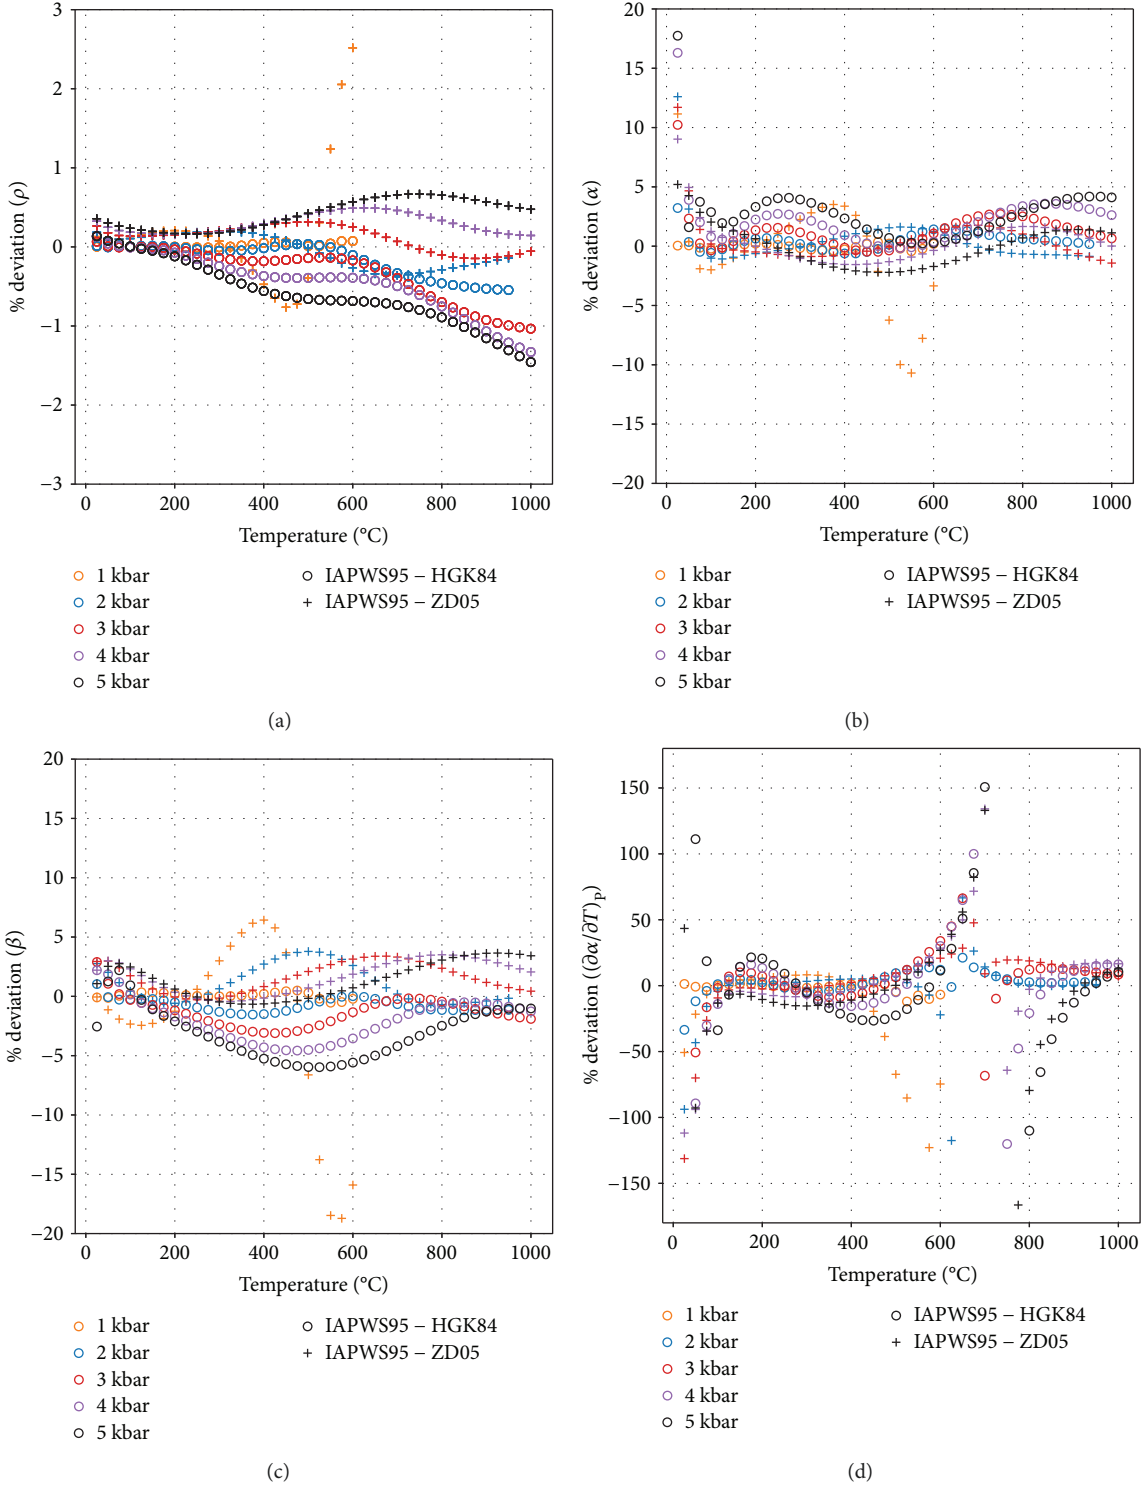 3
2
1
0
−1
−2
−3
% deviation (ρ)
0 200 400 600 800 1000
Temperature (°C)
1 kbar
2 kbar
3 kbar
4 kbar
5 kbar
IAPWS95 − HGK84
IAPWS95 − ZD05
(a)
20
15
10
5
0
−5
−10
−15
−20
% deviation (α)
0 200 400 600 800 1000
Temperature (°C)
1 kbar
2 kbar
3 kbar
4 kbar
5 kbar
IAPWS95 − HGK84
IAPWS95 − ZD05
(b)
20
15
10
5
0
−5
−10
−15
−20
% deviation (β)
0 200 400 600 800 1000
Temperature (°C)
1 kbar
2 kbar
3 kbar
4 kbar
5 kbar
IAPWS95 − HGK84
IAPWS95 − ZD05
(c)
150
100
50
0
−50
−100
−150
% deviation ((∂α/∂T)p)
0 200 400 600 800 1000
Temperature (°C)
1 kbar
2 kbar
3 kbar
4 kbar
5 kbar
IAPWS95 − HGK84
IAPWS95 − ZD05
(d)